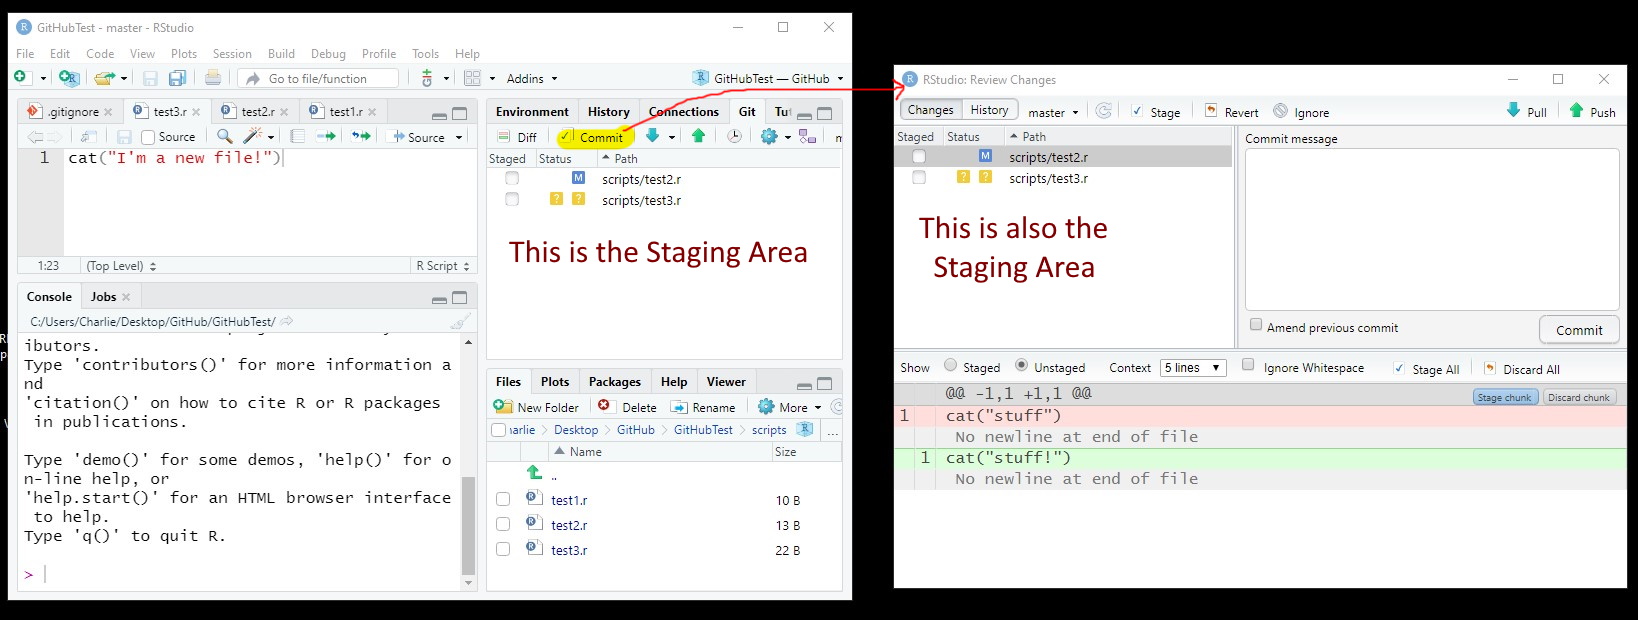 GitHubTest - master - RStudio
File Edit Code View Plots Session Build Debug Profile Tools Help
Go to file/function Addins GitHubTest — GitHub
.gitignore test3.r test2.r test1.r
Source Source
1 cat("I'm a new file!")
1:23 (Top Level) R Script
Console Jobs
C:/Users/Charlie/Desktop/GitHub/GitHubTest/
ibutors.
Type 'contributors()' for more information a
nd
'citation()' on how to cite R or R packages
in publications.
Type 'demo()' for some demos, 'help()' for o
n-line help, or
'help.start()' for an HTML browser interface
to help.
Type 'q()' to quit R.
>
Environment History Connections Git Tut
Diff Commit m
Staged Status Path
M scripts/test2.r
? ? scripts/test3.r
This is the Staging Area
Files Plots Packages Help Viewer
New Folder Delete Rename More
arlie Desktop GitHub GitHubTest scripts ...
Name Size
..
test1.r 10 B
test2.r 13 B
test3.r 22 B
RStudio: Review Changes
Changes History master Stage Revert Ignore Pull Push
Staged Status Path
M scripts/test2.r
? ? scripts/test3.r
This is also the
Staging Area
Commit message
Amend previous commit Commit
Show Staged Unstaged Context 5 lines Ignore Whitespace Stage All Discard All
@@ -1,1 +1,1 @@ Stage chunk Discard chunk
1 cat("stuff")
No newline at end of file
1 cat("stuff!")
No newline at end of file